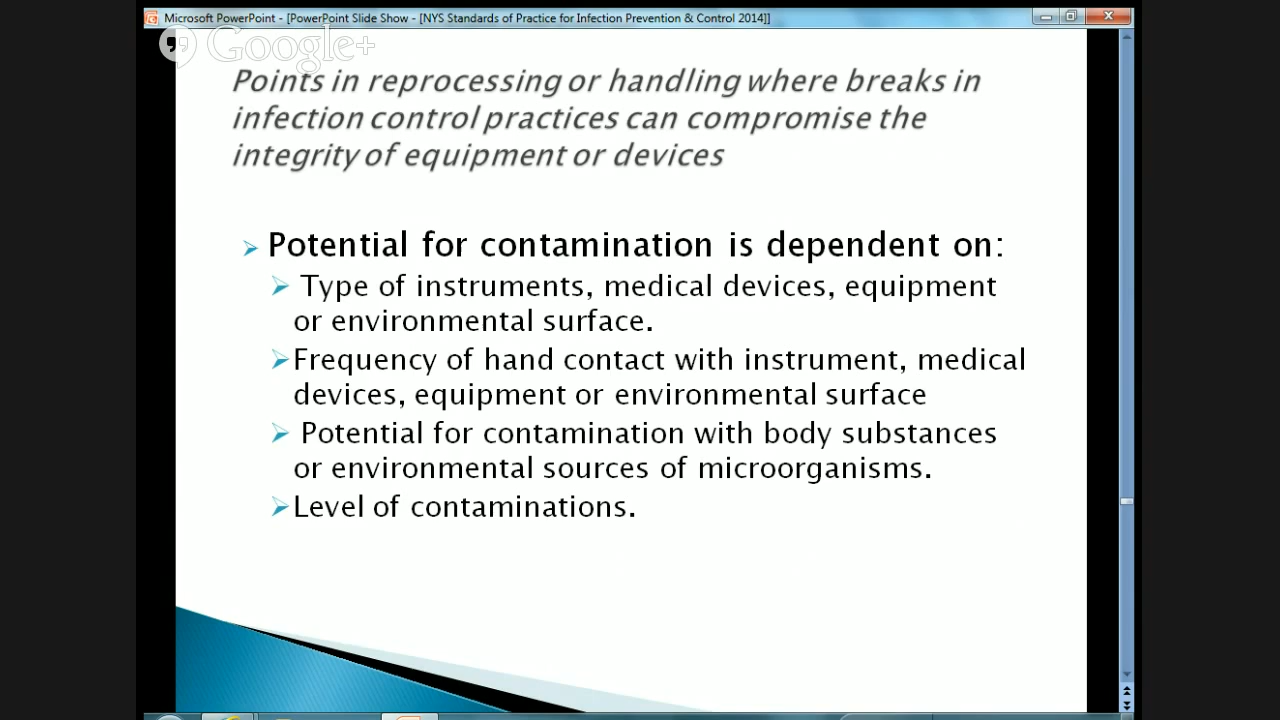 Microsoft PowerPoint - [PowerPoint Slide Show - [NYS Standards of Practice for Infection Prevention & Control 2014]]
Google+
Points in reprocessing or handling where breaks in
infection control practices can compromise the
integrity of equipment or devices
Potential for contamination is dependent on:
Type of instruments, medical devices, equipment
or environmental surface.
Frequency of hand contact with instrument, medical
devices, equipment or environmental surface
Potential for contamination with body substances
or environmental sources of microorganisms.
Level of contaminations.